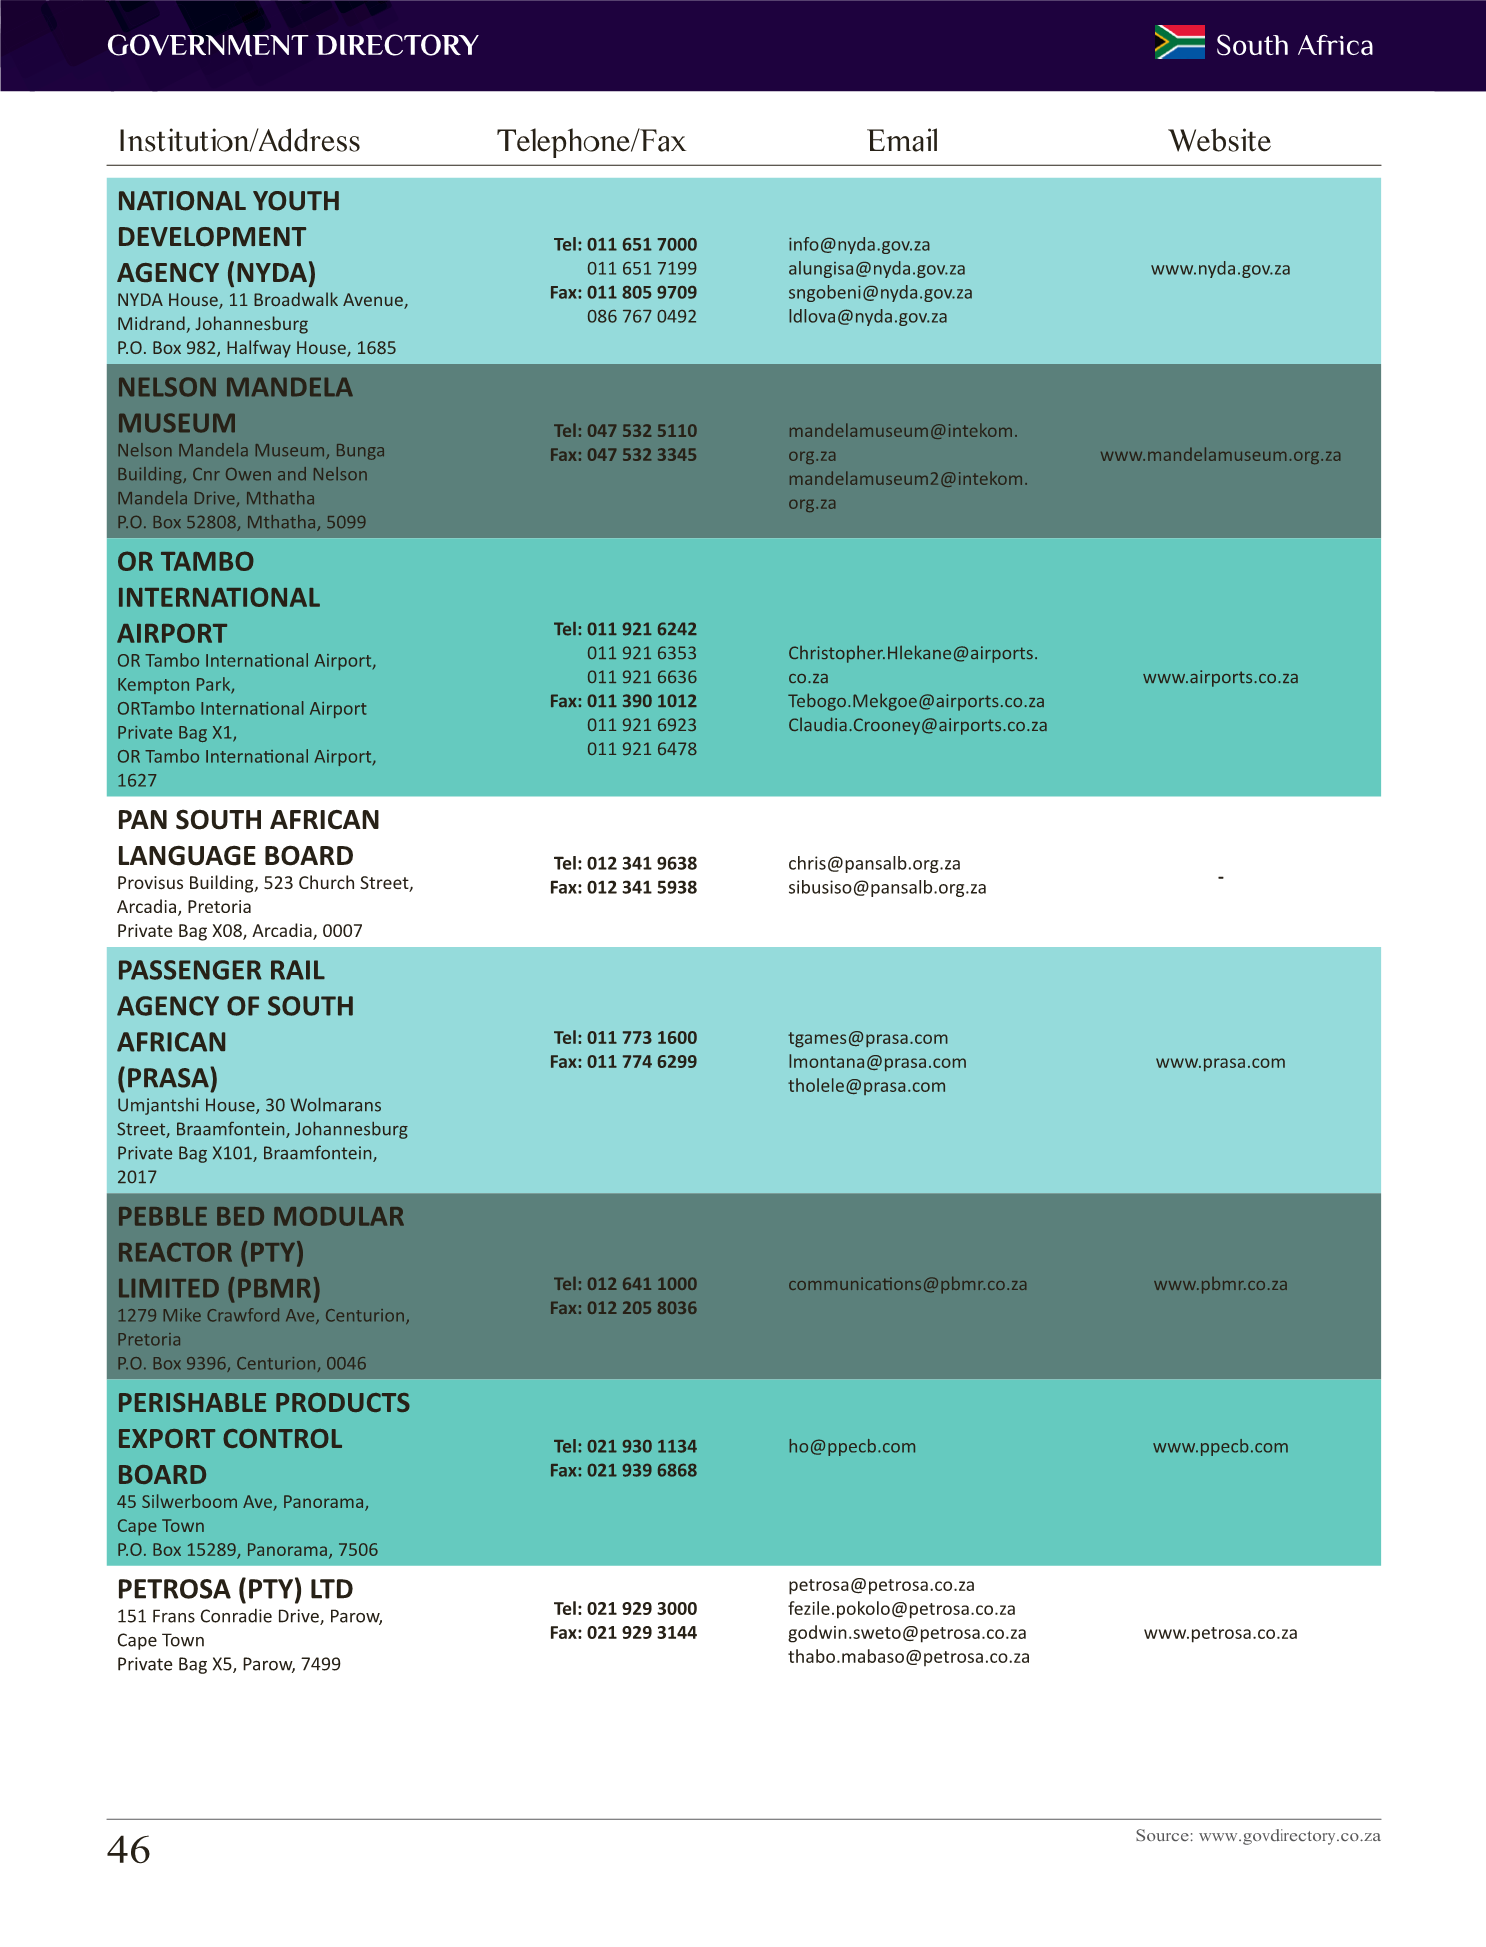 GOVERNMENT DIRECTORY
South Africa
Institution/Address Telephone/Fax Email Website
NATIONAL YOUTH
DEVELOPMENT
AGENCY (NYDA)
NYDA House, 11 Broadwalk Avenue,
Midrand, Johannesburg
P.O. Box 982, Halfway House, 1685
Tel: 011 651 7000
011 651 7199
Fax: 011 805 9709
086 767 0492
info@nyda.gov.za
alungisa@nyda.gov.za
sngobeni@nyda.gov.za
ldlova@nyda.gov.za
www.nyda.gov.za
NELSON MANDELA
MUSEUM
Nelson Mandela Museum, Bunga
Building, Cnr Owen and Nelson
Mandela Drive, Mthatha
P.O. Box 52808, Mthatha, 5099
Tel: 047 532 5110
Fax: 047 532 3345
mandelamuseum@intekom.
org.za
mandelamuseum2@intekom.
org.za
www.mandelamuseum.org.za
OR TAMBO
INTERNATIONAL
AIRPORT
OR Tambo International Airport,
Kempton Park,
ORTambo International Airport
Private Bag X1,
OR Tambo International Airport,
1627
Tel: 011 921 6242
011 921 6353
011 921 6636
Fax: 011 390 1012
011 921 6923
011 921 6478
Christopher.Hlekane@airports.
co.za
Tebogo.Mekgoe@airports.co.za
Claudia.Crooney@airports.co.za
www.airports.co.za
PAN SOUTH AFRICAN
LANGUAGE BOARD
Provisus Building, 523 Church Street,
Arcadia, Pretoria
Private Bag X08, Arcadia, 0007
Tel: 012 341 9638
Fax: 012 341 5938
chris@pansalb.org.za
sibusiso@pansalb.org.za
-
PASSENGER RAIL
AGENCY OF SOUTH
AFRICAN
(PRASA)
Umjantshi House, 30 Wolmarans
Street, Braamfontein, Johannesburg
Private Bag X101, Braamfontein,
2017
Tel: 011 773 1600
Fax: 011 774 6299
tgames@prasa.com
lmontana@prasa.com
tholele@prasa.com
www.prasa.com
PEBBLE BED MODULAR
REACTOR (PTY)
LIMITED (PBMR)
1279 Mike Crawford Ave, Centurion,
Pretoria
P.O. Box 9396, Centurion, 0046
Tel: 012 641 1000
Fax: 012 205 8036
communications@pbmr.co.za
www.pbmr.co.za
PERISHABLE PRODUCTS
EXPORT CONTROL
BOARD
45 Silwerboom Ave, Panorama,
Cape Town
P.O. Box 15289, Panorama, 7506
Tel: 021 930 1134
Fax: 021 939 6868
ho@ppecb.com
www.ppecb.com
PETROSA (PTY) LTD
151 Frans Conradie Drive, Parow,
Cape Town
Private Bag X5, Parow, 7499
Tel: 021 929 3000
Fax: 021 929 3144
petrosa@petrosa.co.za
fezile.pokolo@petrosa.co.za
godwin.sweto@petrosa.co.za
thabo.mabaso@petrosa.co.za
www.petrosa.co.za
46
Source: www.govdirectory.co.za